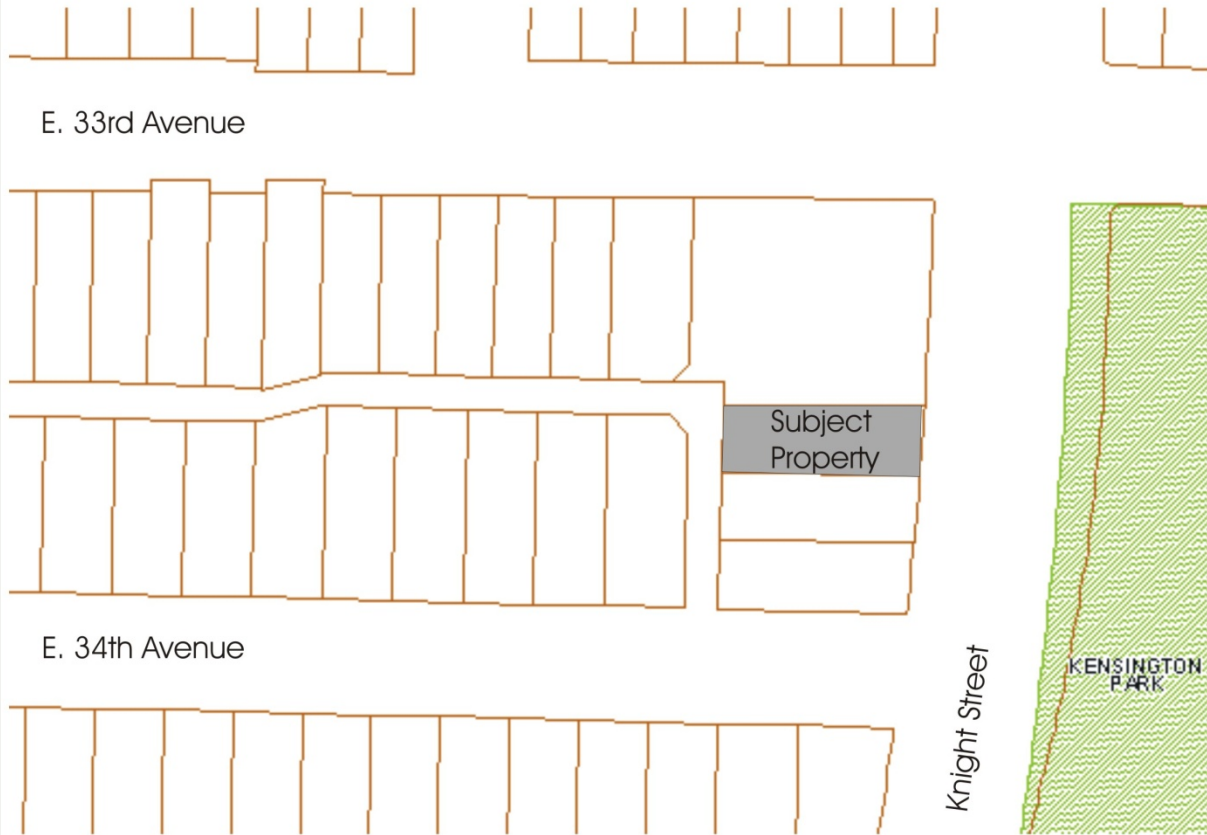 E. 33rd Avenue
Subject
Property
E. 34th Avenue
Knight Street
KENSINGTON
PARK